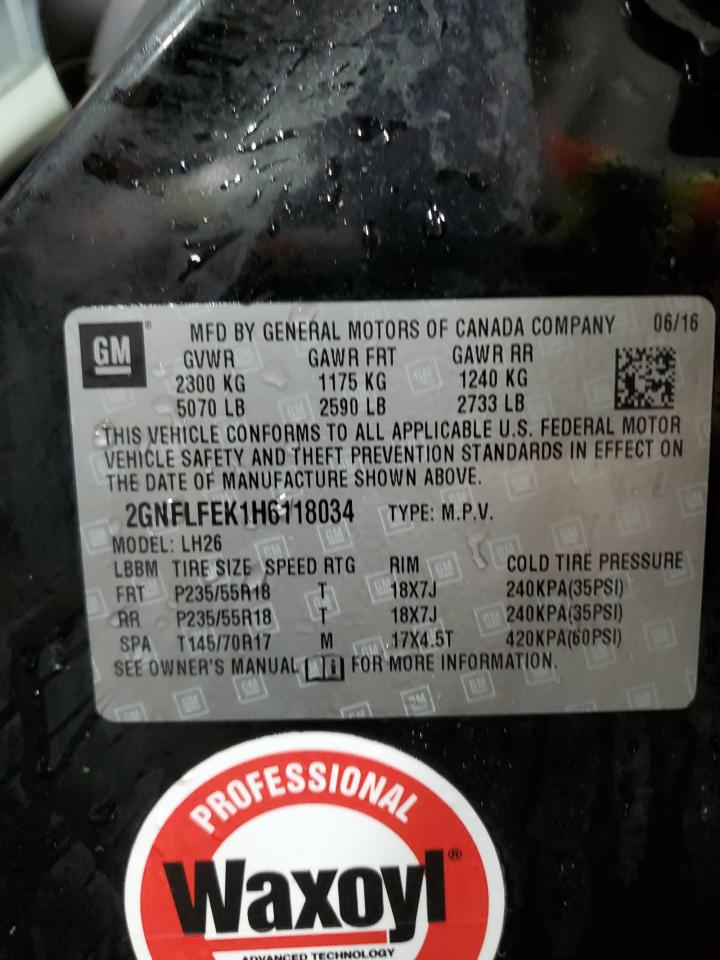 GM ® MFD BY GENERAL MOTORS OF CANADA COMPANY 06/16
GVWR GAWR FRT GAWR RR
2300 KG 1175 KG 1240 KG
5070 LB 2590 LB 2733 LB
THIS VEHICLE CONFORMS TO ALL APPLICABLE U.S. FEDERAL MOTOR
VEHICLE SAFETY AND THEFT PREVENTION STANDARDS IN EFFECT ON
THE DATE OF MANUFACTURE SHOWN ABOVE.
2GNFLFEK1H6118034 TYPE: M.P.V.
MODEL: LH26
LBBM TIRE SIZE SPEED RTG RIM COLD TIRE PRESSURE
FRT P235/55R18 T 18X7J 240KPA(35PSI)
RR P235/55R18 T 18X7J 240KPA(35PSI)
SPA T145/70R17 M 17X4.5T 420KPA(60PSI)
SEE OWNER'S MANUAL i FOR MORE INFORMATION.
PROFESSIONAL
Waxoyl®
ADVANCED TECHNOLOGY